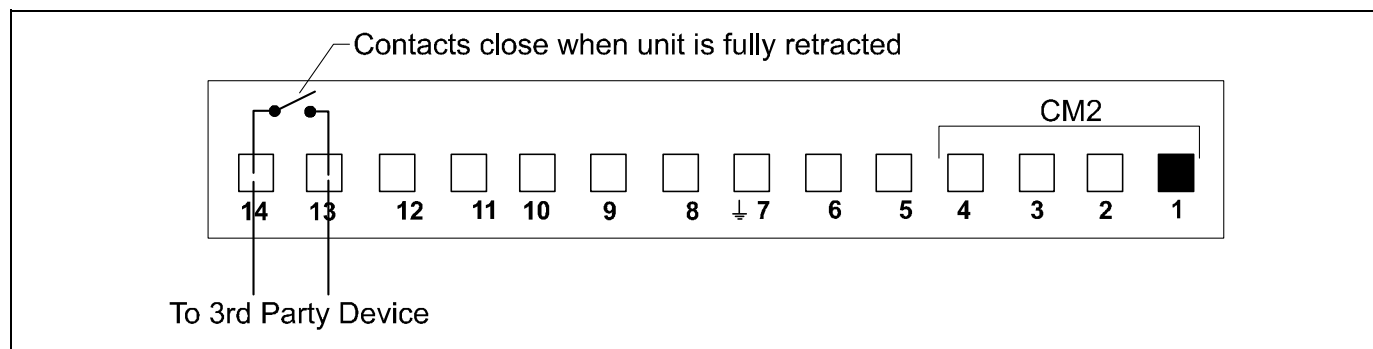 Contacts close when unit is fully retracted
CM2
14 13 12 11 10 9 8 ⏚ 7 6 5 4 3 2 1
To 3rd Party Device